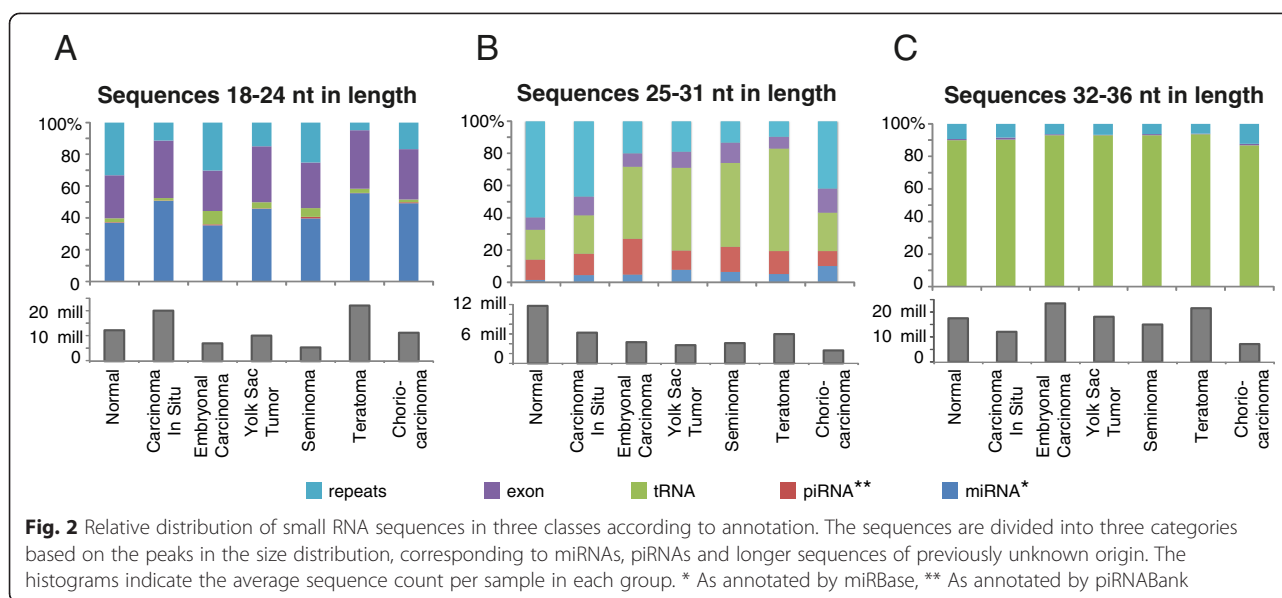 A
Sequences 18-24 nt in length
100%
80
60
40
20
0
20 mill
10 mill
0
Normal
Carcinoma
In Situ
Embryonal
Carcinoma
Yolk Sac
Tumor
Seminoma
Teratoma
Chorio-
carcinoma
B
Sequences 25-31 nt in length
100%
80
60
40
20
0
12 mill
6 mill
0
Normal
Carcinoma
In Situ
Embryonal
Carcinoma
Yolk Sac
Tumor
Seminoma
Teratoma
Chorio-
carcinoma
C
Sequences 32-36 nt in length
100%
80
60
40
20
0
20 mill
10 mill
0
Normal
Carcinoma
In Situ
Embryonal
Carcinoma
Yolk Sac
Tumor
Seminoma
Teratoma
Chorio-
carcinoma
repeats exon tRNA piRNA** miRNA*
Fig. 2 Relative distribution of small RNA sequences in three classes according to annotation. The sequences are divided into three categories
based on the peaks in the size distribution, corresponding to miRNAs, piRNAs and longer sequences of previously unknown origin. The
histograms indicate the average sequence count per sample in each group. * As annotated by miRBase, ** As annotated by piRNABank